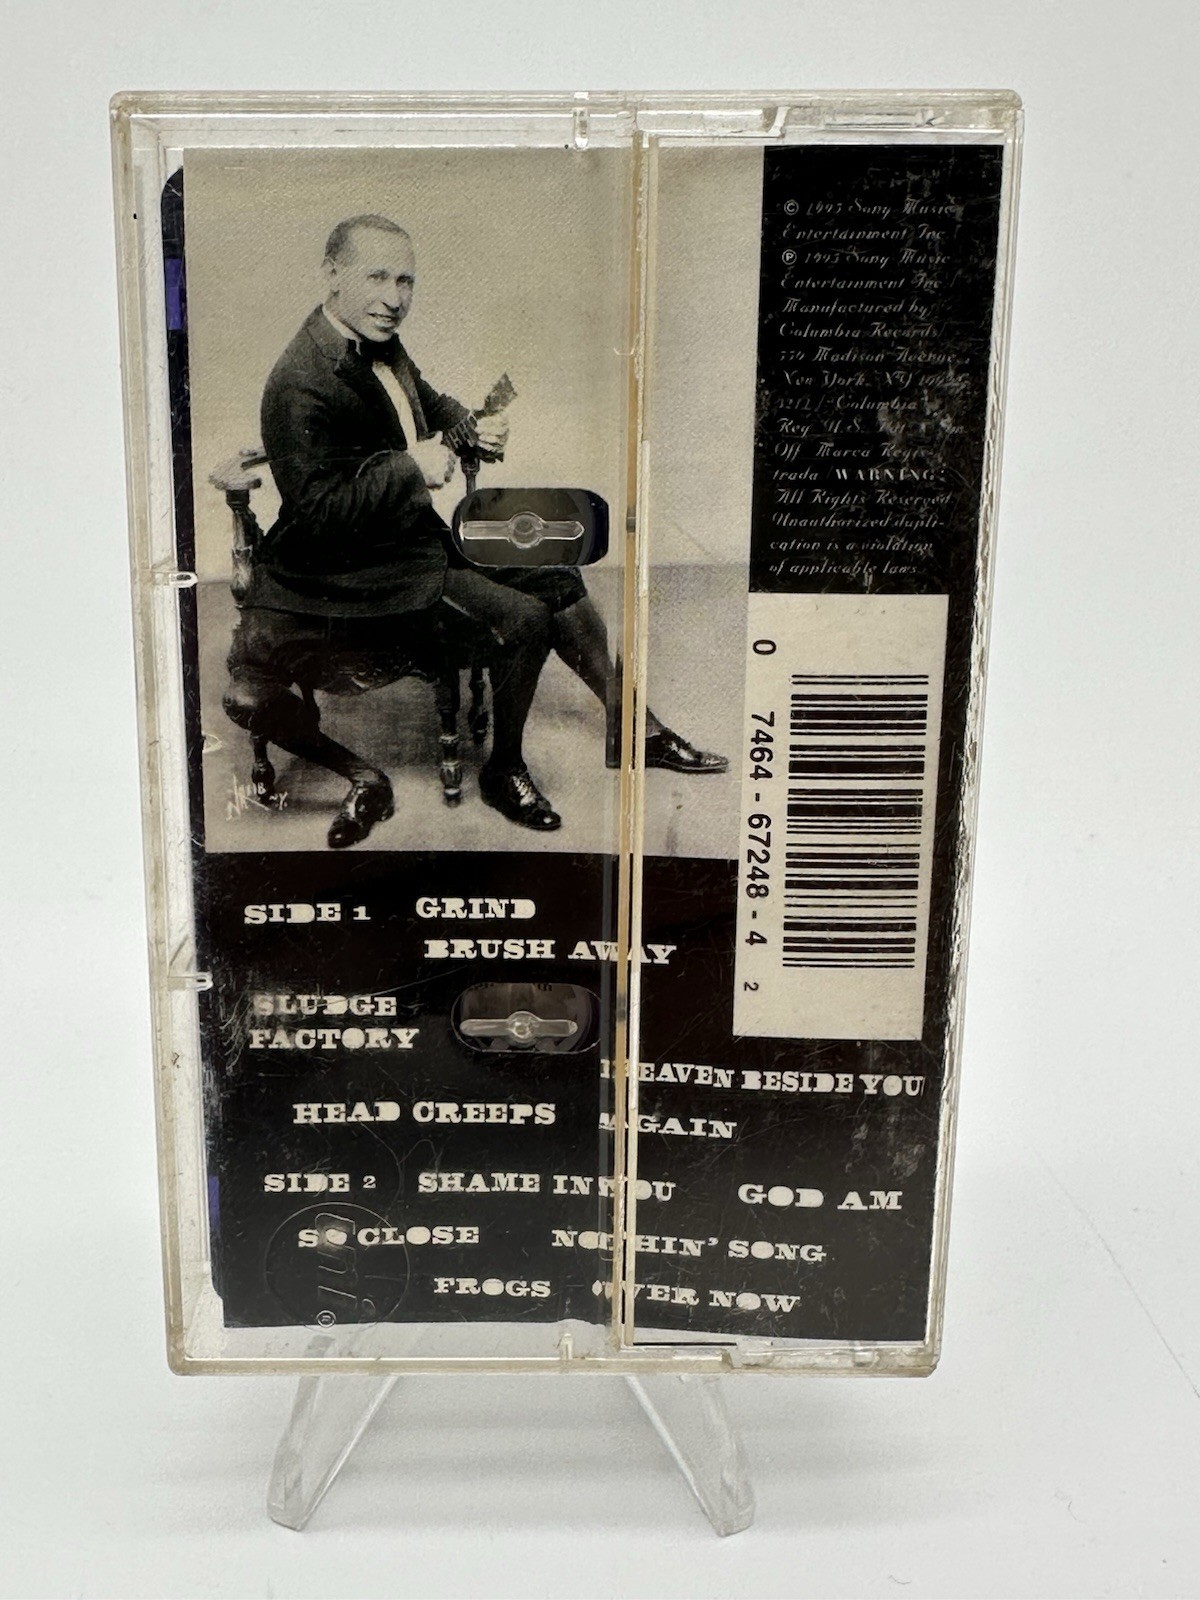 © 1995 Sony Music
Entertainment Inc
℗ 1995 Sony Music
Entertainment Inc
Manufactured by
Columbia Records/
Madison Avenue,
New York, NY
"Columbia"
Reg. U.S. Pat. & Tm.
Off. Marca Regis-
trada /WARNING:
All Rights Reserved.
Unauthorized dupli-
cation is a violation
of applicable laws.
0 7464-67248-4 2
SIDE 1 GRIND
BRUSH AWAY
SLUDGE
FACTORY
HEAVEN BESIDE YOU
HEAD CREEPS AGAIN
SIDE 2 SHAME IN YOU GOD AM
SO CLOSE NOTHIN' SONG
FROGS OVER NOW
®